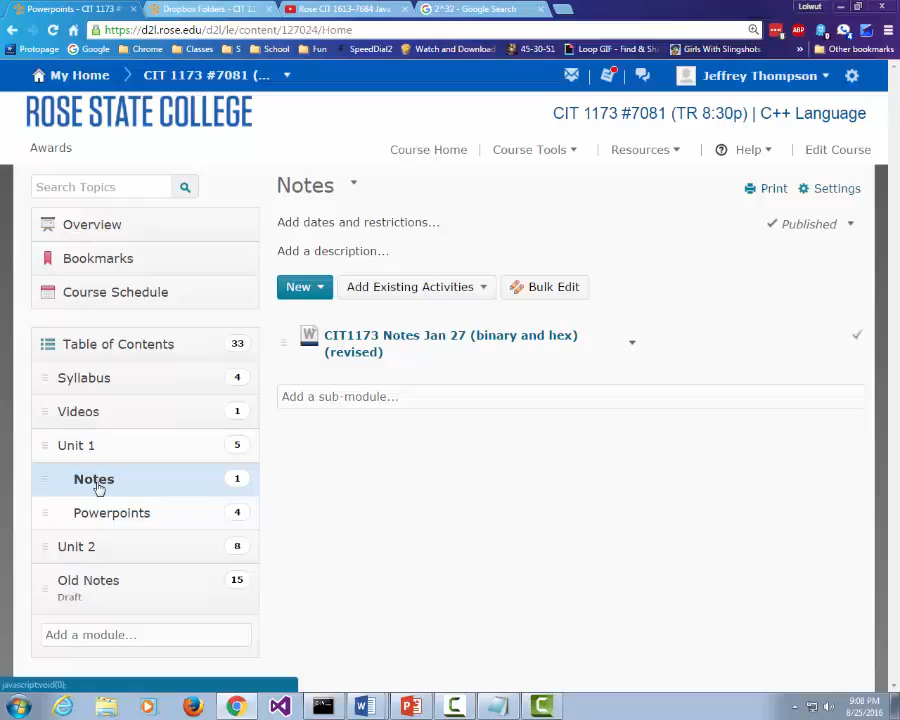 Powerpoints - CIT 1173 #
Dropbox Folders - CIT 1
Rose CIT 1613-7684 Java
2^32 - Google Search
Loiwut
https://d2l.rose.edu/d2l/le/content/127024/Home
Protopage
Google
Chrome
Classes
S
School
Fun
SpeedDial2
Watch and Download
45-30-51
Loop GIF - Find & Sha
Girls With Slingshots
»
Other bookmarks
My Home
CIT 1173 #7081 (...
Jeffrey Thompson
ROSE STATE COLLEGE
CIT 1173 #7081 (TR 8:30p) | C++ Language
Awards
Course Home
Course Tools
Resources
Help
Edit Course
Search Topics
Overview
Bookmarks
Course Schedule
Table of Contents 33
Syllabus 4
Videos 1
Unit 1 5
Notes 1
Powerpoints 4
Unit 2 8
Old Notes 15
Draft
Add a module...
Notes
Print
Settings
Add dates and restrictions...
Published
Add a description...
New
Add Existing Activities
Bulk Edit
CIT1173 Notes Jan 27 (binary and hex)
(revised)
Add a sub-module...
javascript:void(0);
9:08 PM
8/25/2016